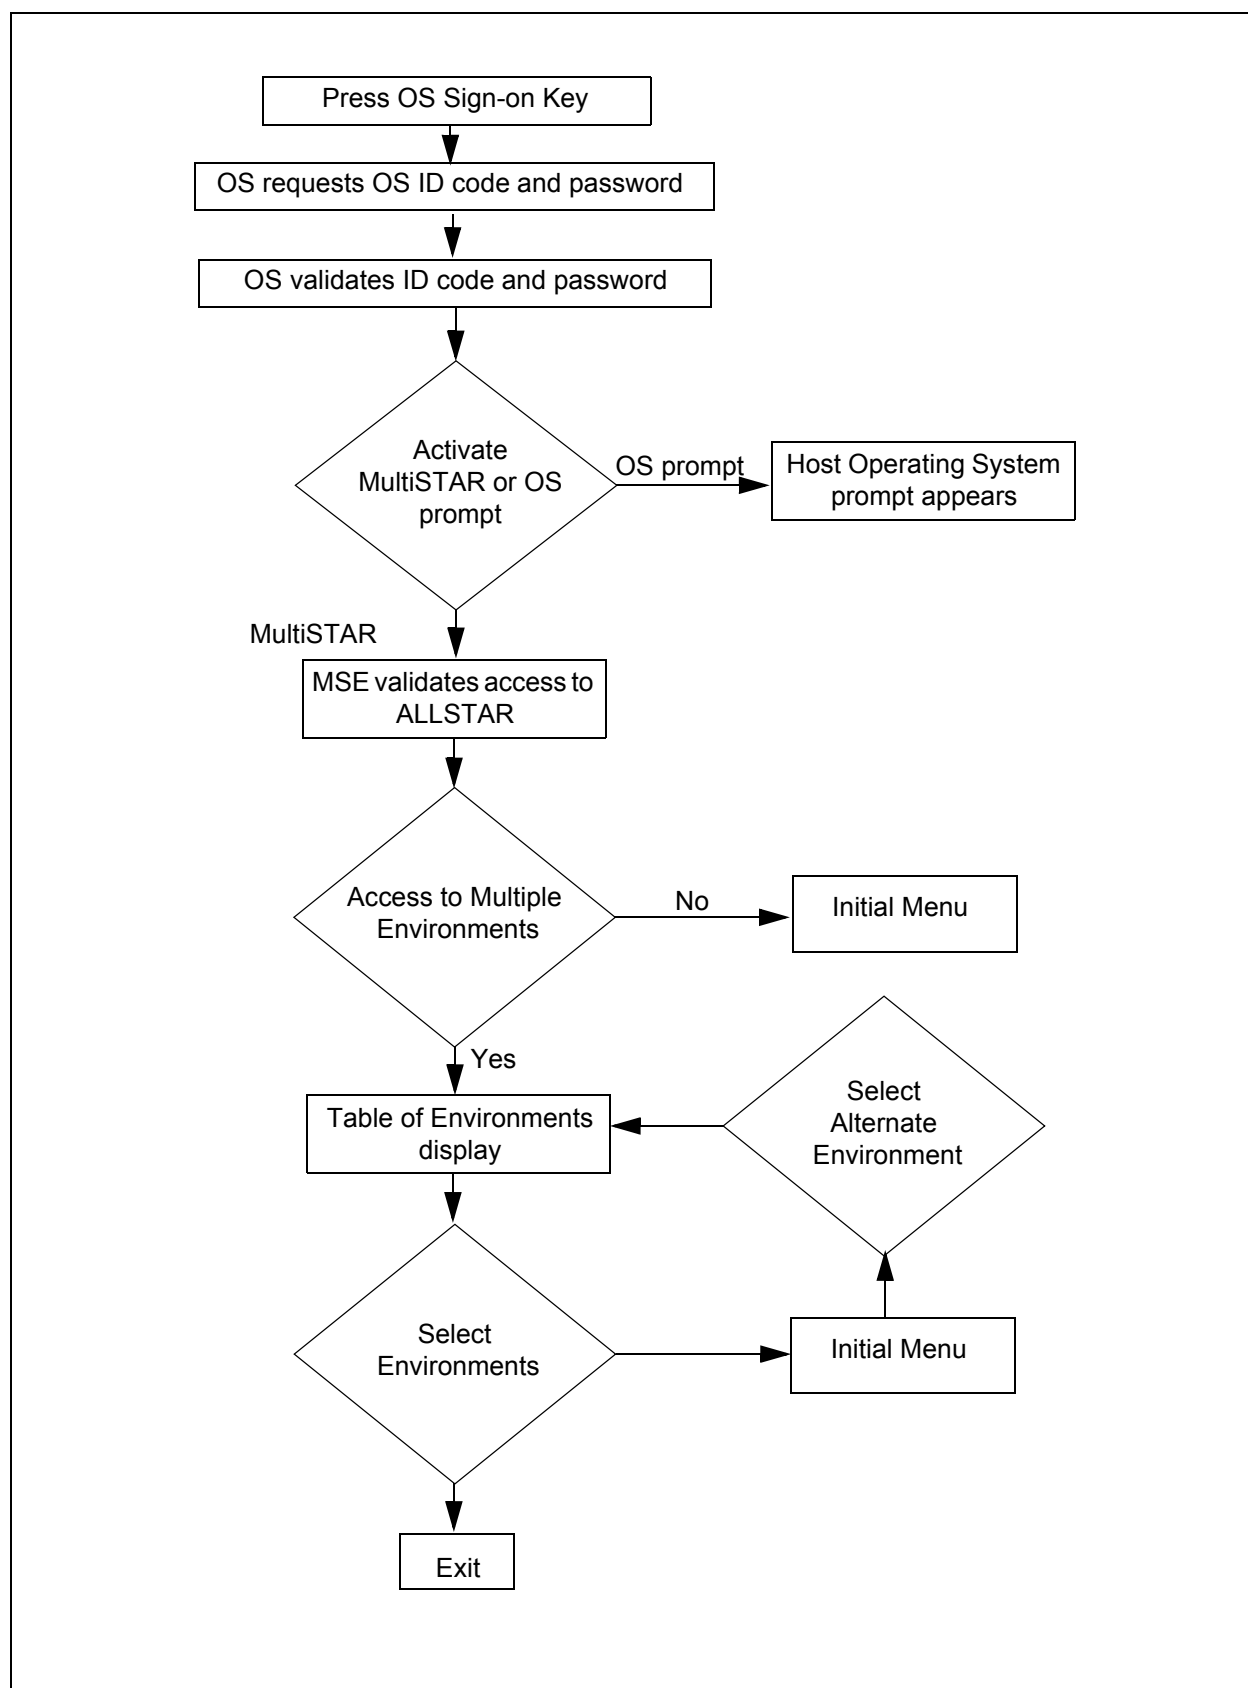 Press OS Sign-on Key
OS requests OS ID code and password
OS validates ID code and password
Activate
MultiSTAR or OS
prompt
OS prompt
Host Operating System
prompt appears
MultiSTAR
MSE validates access to
ALLSTAR
Access to Multiple
Environments
No
Initial Menu
Yes
Table of Environments
display
Select
Alternate
Environment
Select
Environments
Initial Menu
Exit